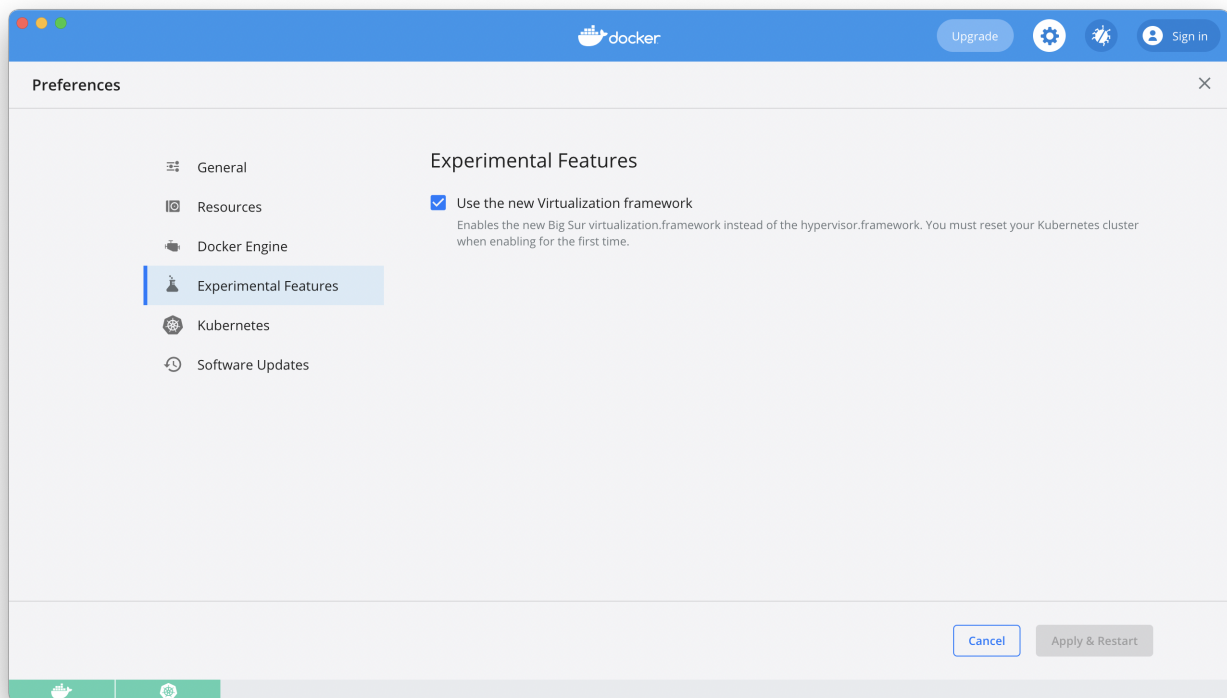 docker
Upgrade
Sign in
Preferences
General
Resources
Docker Engine
Experimental Features
Kubernetes
Software Updates
Experimental Features
Use the new Virtualization framework
Enables the new Big Sur virtualization.framework instead of the hypervisor.framework. You must reset your Kubernetes cluster
when enabling for the first time.
Cancel
Apply & Restart